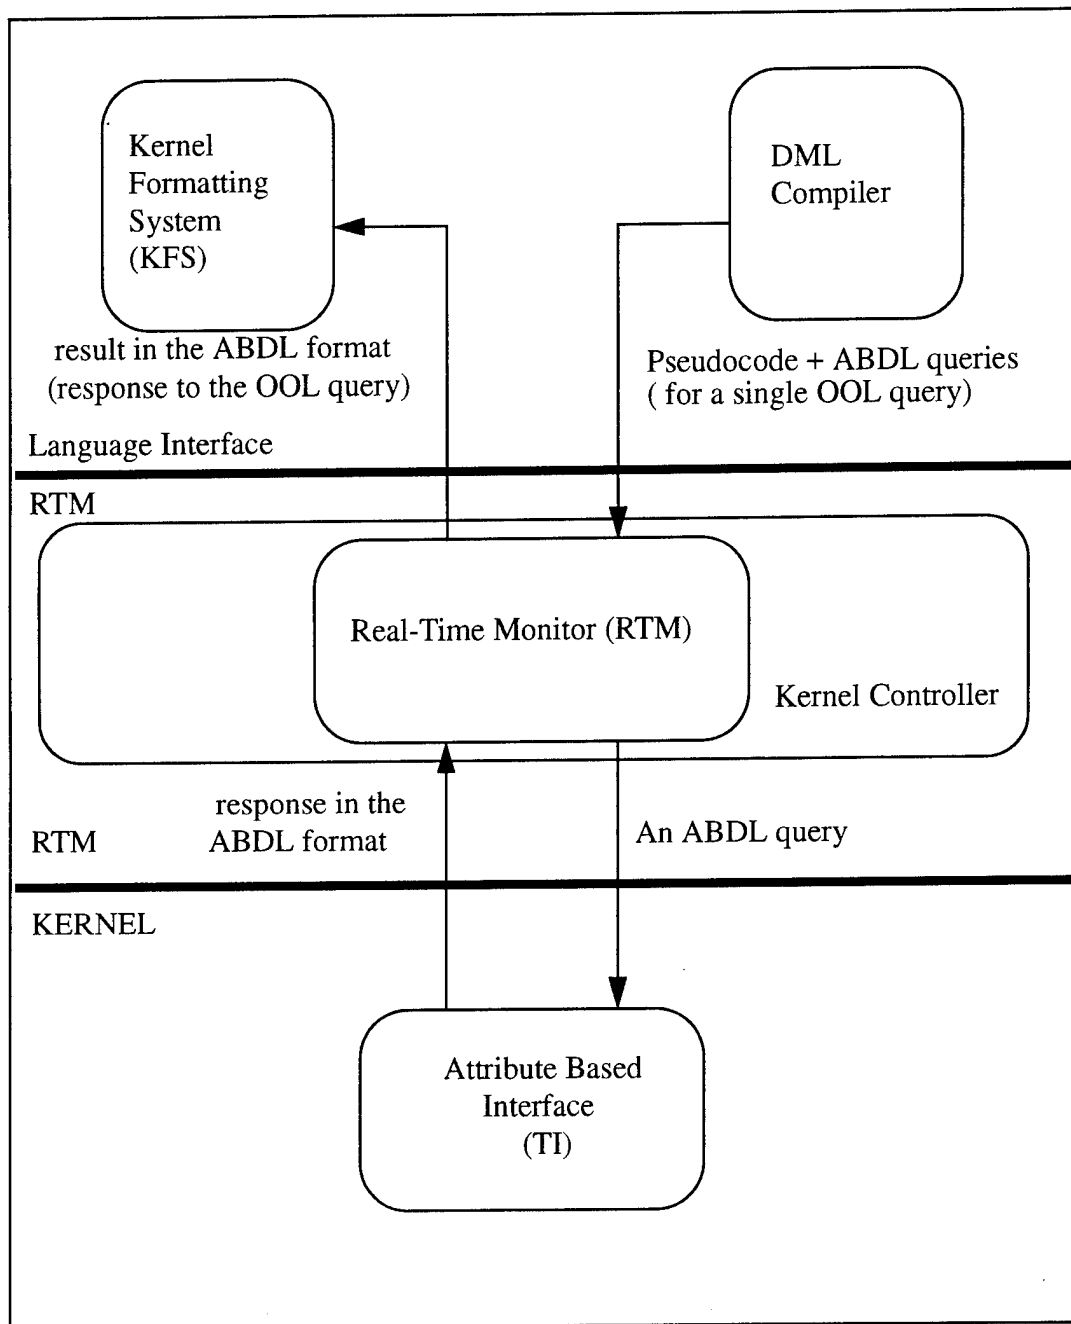 Kernel
Formatting
System
(KFS)
DML
Compiler
result in the ABDL format
(response to the OOL query)
Pseudocode + ABDL queries
( for a single OOL query)
Language Interface
RTM
Real-Time Monitor (RTM)
Kernel Controller
response in the
ABDL format
An ABDL query
RTM
KERNEL
Attribute Based
Interface
(TI)